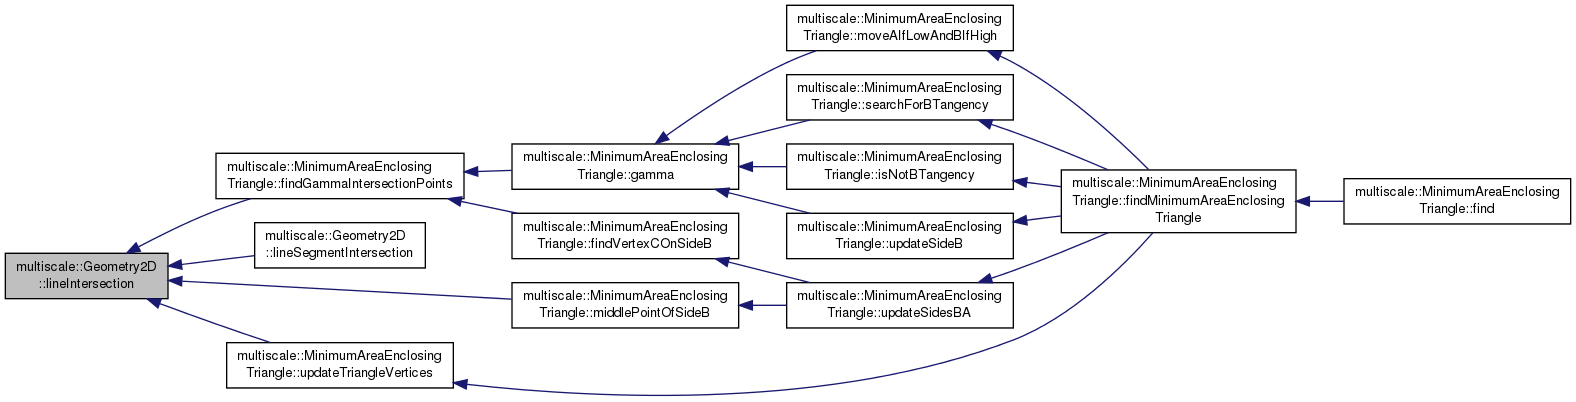 multiscale::Geometry2D
::lineIntersection
multiscale::MinimumAreaEnclosing
Triangle::findGammaIntersectionPoints
multiscale::Geometry2D
::lineSegmentIntersection
multiscale::MinimumAreaEnclosing
Triangle::updateTriangleVertices
multiscale::MinimumAreaEnclosing
Triangle::gamma
multiscale::MinimumAreaEnclosing
Triangle::findVertexCOnSideB
multiscale::MinimumAreaEnclosing
Triangle::middlePointOfSideB
multiscale::MinimumAreaEnclosing
Triangle::moveAIfLowAndBIfHigh
multiscale::MinimumAreaEnclosing
Triangle::searchForBTangency
multiscale::MinimumAreaEnclosing
Triangle::isNotBTangency
multiscale::MinimumAreaEnclosing
Triangle::updateSideB
multiscale::MinimumAreaEnclosing
Triangle::updateSidesBA
multiscale::MinimumAreaEnclosing
Triangle::findMinimumAreaEnclosing
Triangle
multiscale::MinimumAreaEnclosing
Triangle::find